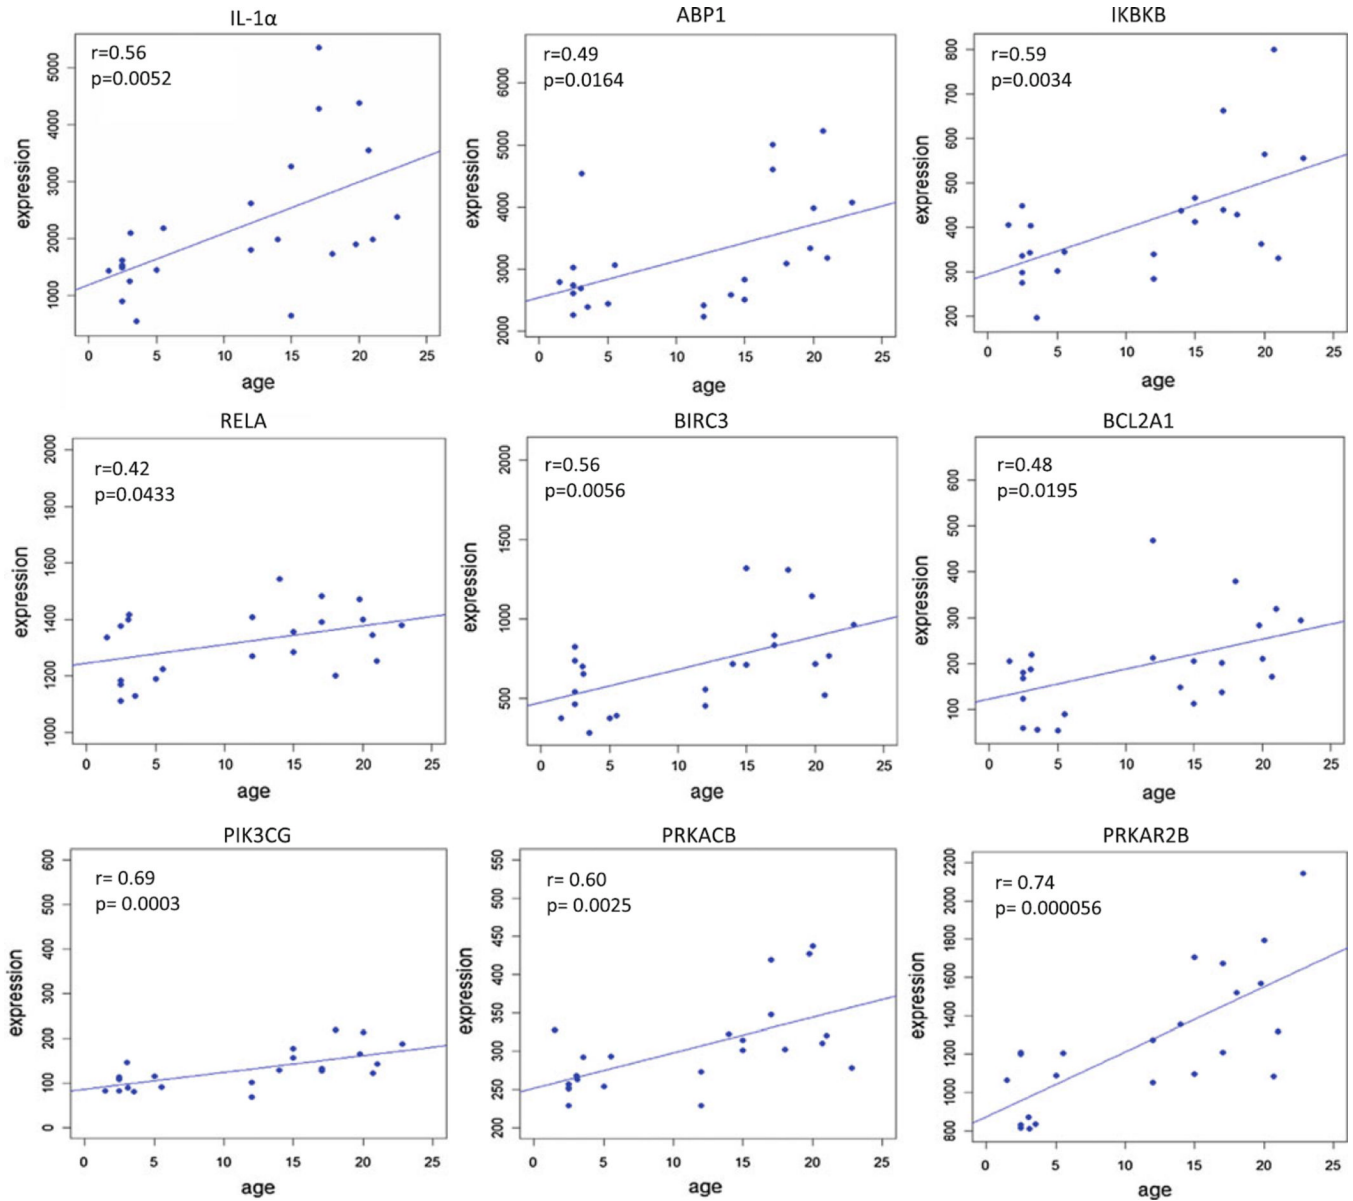 IL-1α
r=0.56
p=0.0052
expression
5000
4000
3000
2000
1000
0 5 10 15 20 25
age
ABP1
r=0.49
p=0.0164
expression
6000
5000
4000
3000
2000
0 5 10 15 20 25
age
IKBKB
r=0.59
p=0.0034
expression
800
700
600
500
400
300
200
0 5 10 15 20 25
age
RELA
r=0.42
p=0.0433
expression
2000
1800
1600
1400
1200
1000
0 5 10 15 20 25
age
BIRC3
r=0.56
p=0.0056
expression
2000
1500
1000
500
0 5 10 15 20 25
age
BCL2A1
r=0.48
p=0.0195
expression
600
500
400
300
200
100
0 5 10 15 20 25
age
PIK3CG
r= 0.69
p= 0.0003
expression
600
500
400
300
200
100
0
0 5 10 15 20 25
age
PRKACB
r= 0.60
p= 0.0025
expression
550
500
450
400
350
300
250
200
0 5 10 15 20 25
age
PRKAR2B
r= 0.74
p= 0.000056
expression
2200
2000
1800
1600
1400
1200
1000
800
0 5 10 15 20 25
age